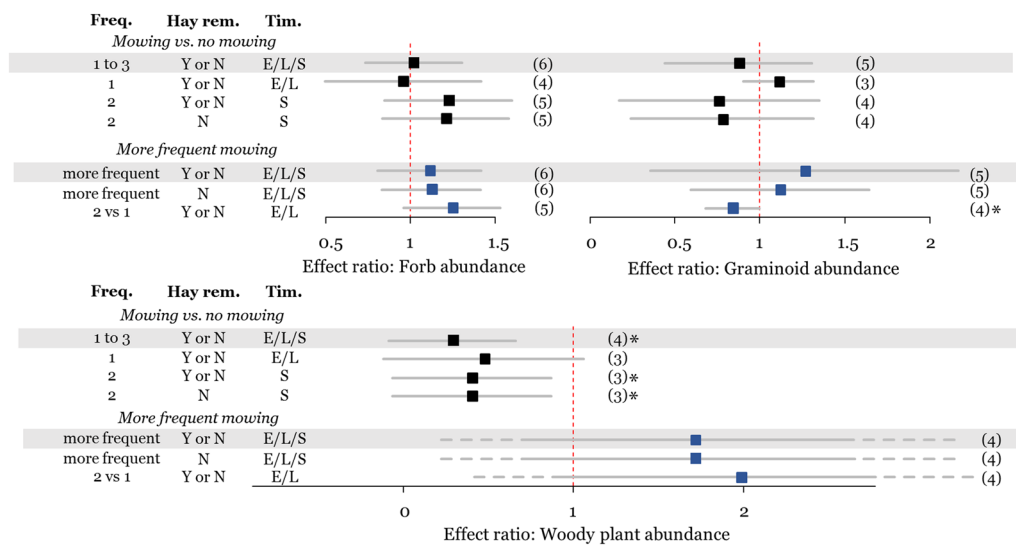 Freq. Hay rem. Tim.
Mowing vs. no mowing
1 to 3 Y or N E/L/S (6) (5)
1 Y or N E/L (4) (3)
2 Y or N S (5) (4)
2 N S (5) (4)
More frequent mowing
more frequent Y or N E/L/S (6) (5)
more frequent N E/L/S (6) (5)
2 vs 1 Y or N E/L (5) (4)*
0.5 1 1.5 0 0.5 1 1.5 2
Effect ratio: Forb abundance Effect ratio: Graminoid abundance
Freq. Hay rem. Tim.
Mowing vs. no mowing
1 to 3 Y or N E/L/S (4)*
1 Y or N E/L (3)
2 Y or N S (3)*
2 N S (3)*
More frequent mowing
more frequent Y or N E/L/S (4)
more frequent N E/L/S (4)
2 vs 1 Y or N E/L (4)
0 1 2
Effect ratio: Woody plant abundance